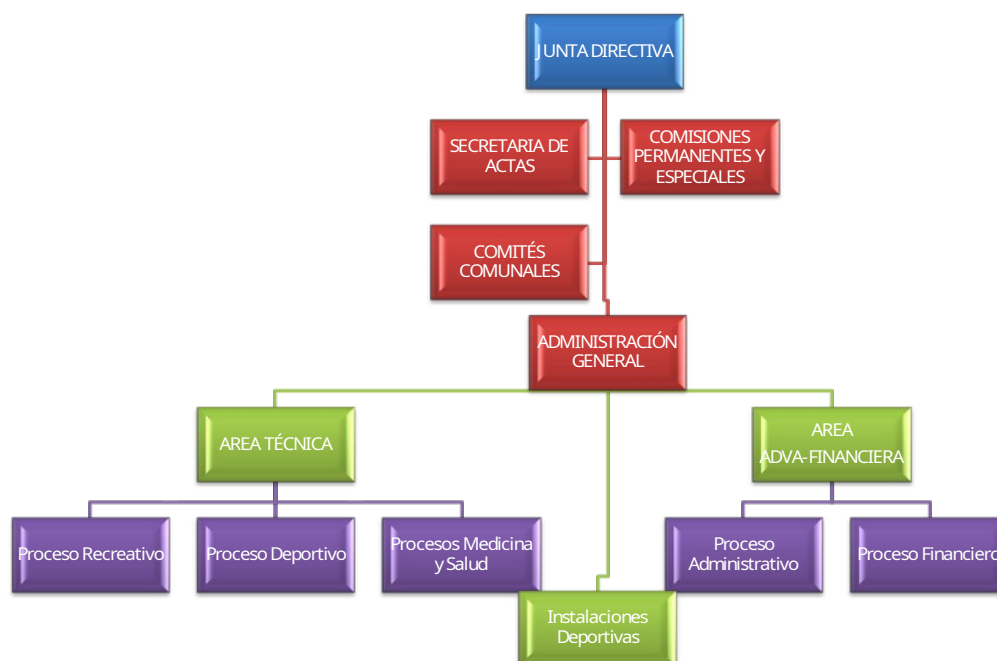 JUNTA DIRECTIVA
SECRETARIA DE
ACTAS
COMISIONES
PERMANENTES Y
ESPECIALES
COMITÉS
COMUNALES
ADMINISTRACIÓN
GENERAL
AREA TÉCNICA
AREA
ADVA-FINANCIERA
Proceso Recreativo
Proceso Deportivo
Procesos Medicina
y Salud
Proceso
Administrativo
Proceso Financiero
Instalaciones
Deportivas